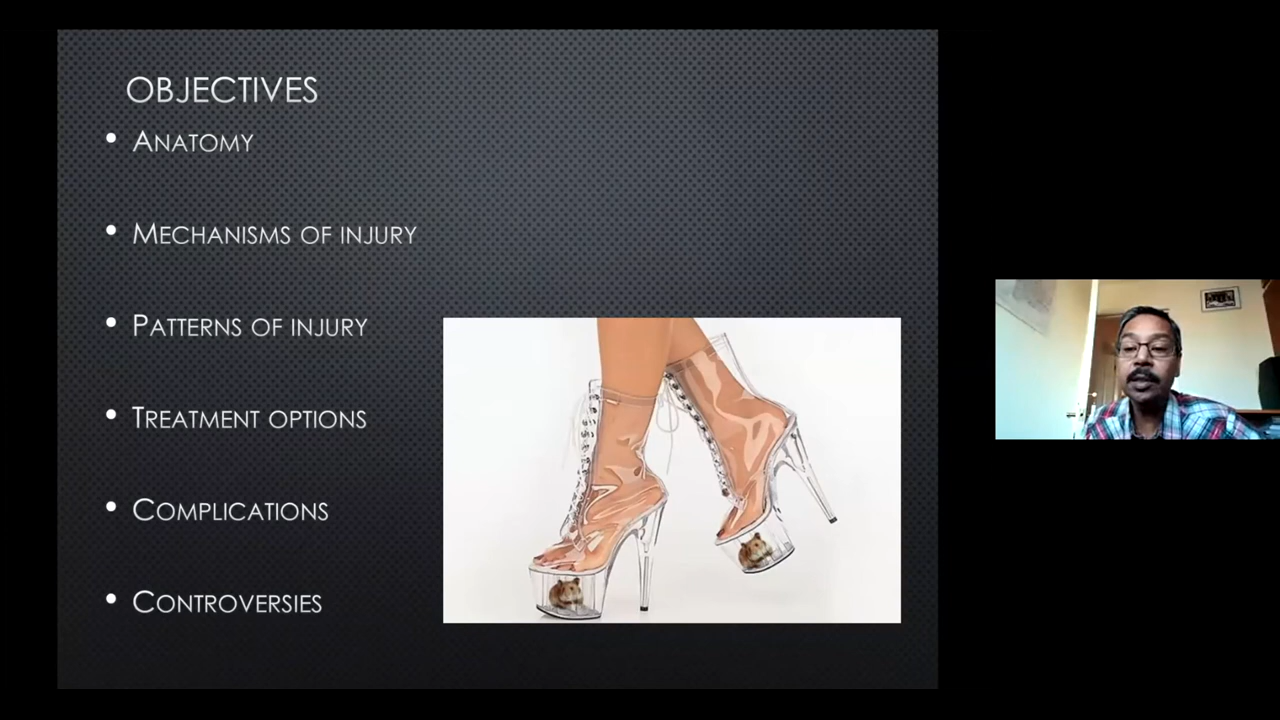 OBJECTIVES
• ANATOMY
• MECHANISMS OF INJURY
• PATTERNS OF INJURY
• TREATMENT OPTIONS
• COMPLICATIONS
• CONTROVERSIES